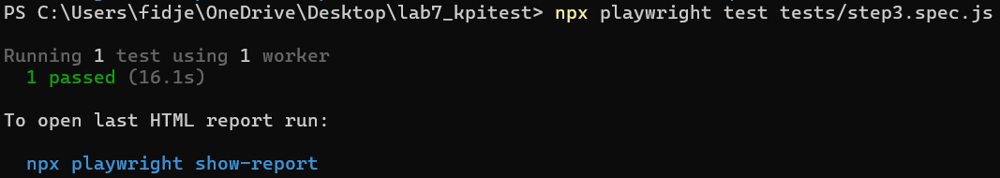 PS C:\Users\fidje\OneDrive\Desktop\lab7_kpitest> npx playwright test tests/step3.spec.js
Running 1 test using 1 worker
1 passed (16.1s)
To open last HTML report run:
npx playwright show-report